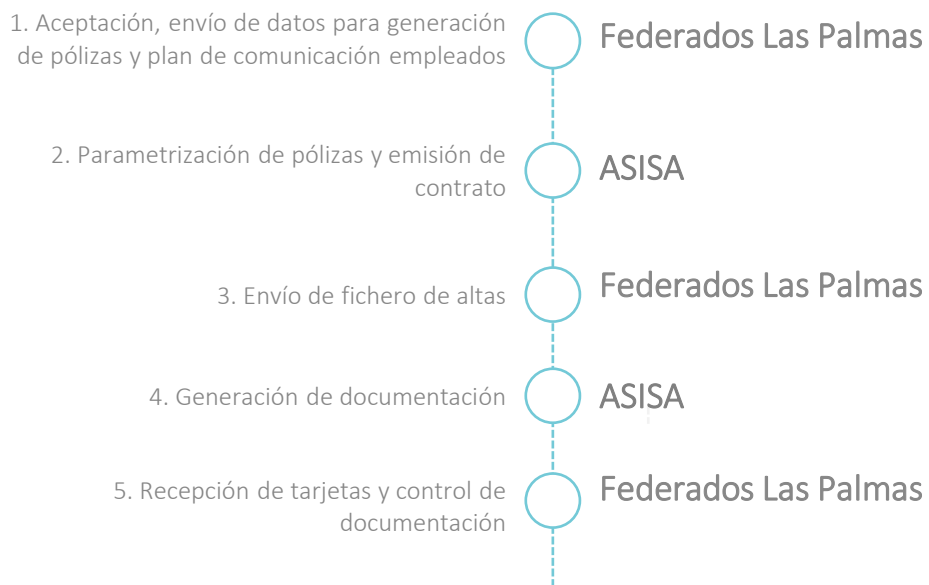 1. Aceptación, envío de datos para generación
de pólizas y plan de comunicación empleados
Federados Las Palmas
2. Parametrización de pólizas y emisión de
contrato
ASISA
3. Envío de fichero de altas
Federados Las Palmas
4. Generación de documentación
ASISA
5. Recepción de tarjetas y control de
documentación
Federados Las Palmas